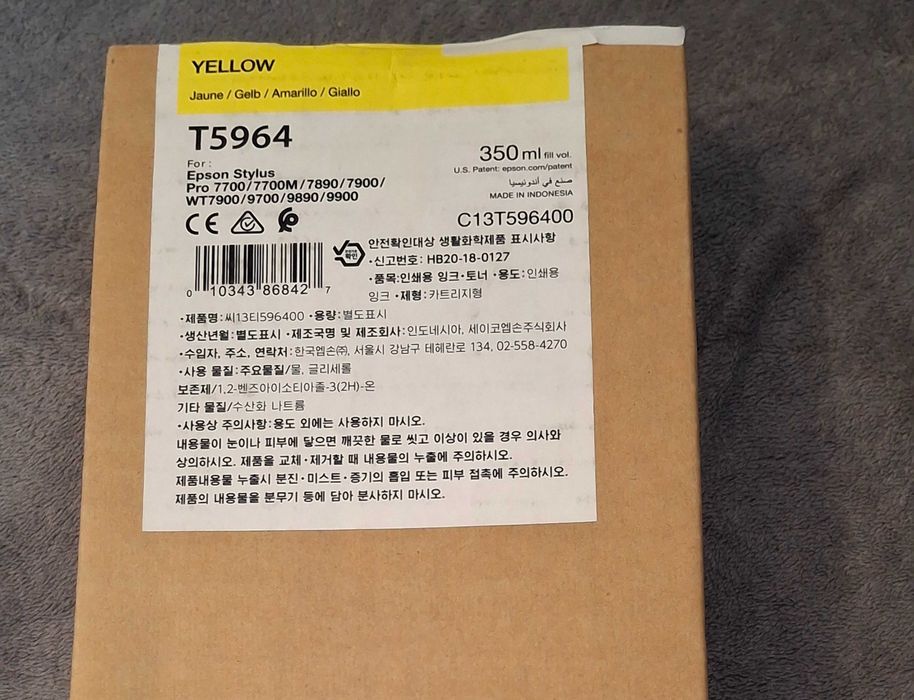 YELLOW
Jaune / Gelb / Amarillo / Giallo
T5964
For :
Epson Stylus
Pro 7700/7700M/7890/7900/
WT7900/9700/9890/9900
350 ml fill vol.
U.S. Patent: epson.com/patent
صنع في أندونيسيا
MADE IN INDONESIA
C13T596400
CE
0 10343 86842 7
안전확인대상 생활화학제품 표시사항
•신고번호: HB20-18-0127
•품목:인쇄용 잉크•토너 •용도:인쇄용
잉크 •제형:카트리지형
•제품명:씨13티596400 •용량:별도표시
•생산년월:별도표시 •제조국명 및 제조회사:인도네시아, 세이코엡손주식회사
•수입자, 주소, 연락처:한국엡손㈜, 서울시 강남구 테헤란로 134, 02-558-4270
•사용 물질:주요물질/물, 글리세롤
보존제/1,2-벤즈아이소티아졸-3(2H)-온
기타 물질/수산화 나트륨
•사용상 주의사항:용도 외에는 사용하지 마시오.
내용물이 눈이나 피부에 닿으면 깨끗한 물로 씻고 이상이 있을 경우 의사와
상의하시오. 제품을 교체•제거할 때 내용물의 누출에 주의하시오.
제품내용물 누출시 분진•미스트•증기의 흡입 또는 피부 접촉에 주의하시오.
제품의 내용물을 분무기 등에 담아 분사하지 마시오.